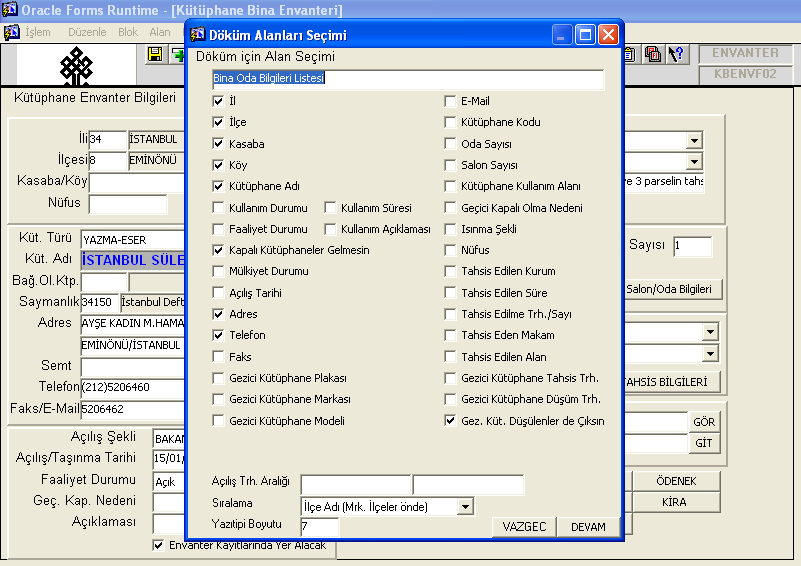 Oracle Forms Runtime - [Kütüphane Bina Envanteri]
İşlem Düzenle Blok Alan
Döküm Alanları Seçimi
ENVANTER
KBENVF02
Döküm için Alan Seçimi
Bina Oda Bilgileri Listesi
Kütüphane Envanter Bilgileri
İl E-Mail
İlçe Kütüphane Kodu
İli 34 İSTANBUL
Kasaba Oda Sayısı
İlçesi 8 EMİNÖNÜ
Köy Salon Sayısı
Kasaba/Köy
Kütüphane Adı Kütüphane Kullanım Alanı
ve 3 parselin tahs
Nüfus
Kullanım Durumu Kullanım Süresi Geçici Kapalı Olma Nedeni
Faaliyet Durumu Kullanım Açıklaması Isınma Şekli
Küt. Türü YAZMA-ESER
Kapalı Kütüphaneler Gelmesin Nüfus
Sayısı 1
Küt. Adı İSTANBUL SÜLE
Mülkiyet Durumu Tahsis Edilen Kurum
Bağ.Ol.Ktp.
Açılış Tarihi Tahsis Edilen Süre
Salon/Oda Bilgileri
Saymanlık 34150 İstanbul Deft
Adres Tahsis Edilme Trh./Sayı
Adres AYŞE KADIN M.HAMA
Telefon Tahsis Eden Makam
EMİNÖNÜ/İSTANBUL
Faks Tahsis Edilen Alan
Semt
Gezici Kütüphane Plakası Gezici Kütüphane Tahsis Trh.
TAHSİS BİLGİLERİ
Telefon (212)5206460
Gezici Kütüphane Markası Gezici Kütüphane Düşüm Trh.
Faks/E-Mail 5206462
Gezici Kütüphane Modeli Gez. Küt. Düşülenler de Çıksın
GÖR
Açılış Şekli BAKAN
GİT
Açılış/Taşınma Tarihi 15/01/
Faaliyet Durumu Açık
Açılış Trh. Aralığı
ÖDENEK
Geç. Kap. Nedeni
Sıralama İlçe Adı (Mrk. İlçeler önde)
KİRA
Açıklaması
Yazıtipi Boyutu 7
VAZGEC DEVAM
Envanter Kayıtlarında Yer Alacak